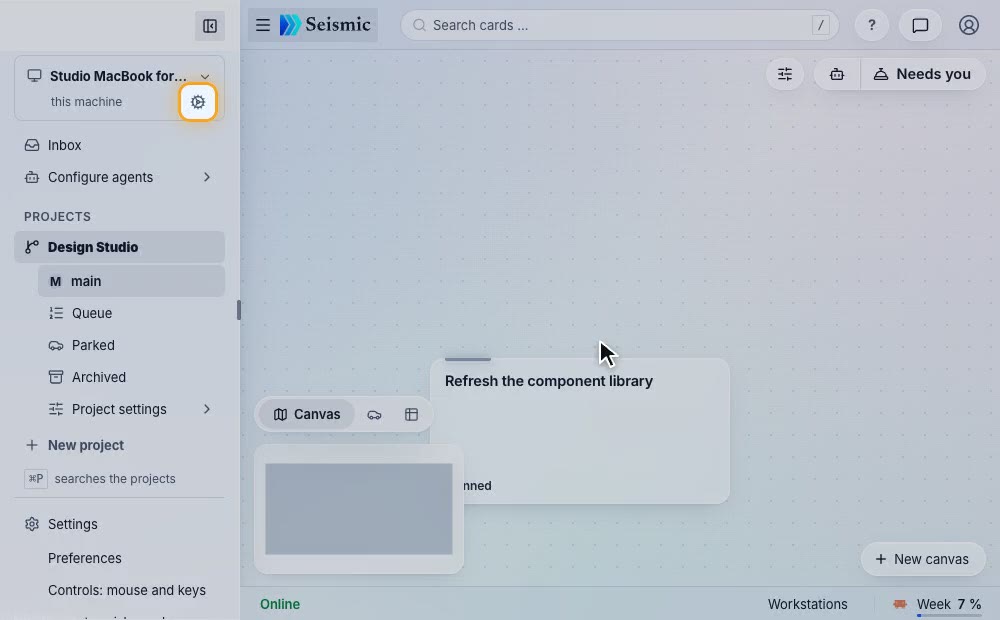 Seismic
Search cards ...
/
?
Studio MacBook for...
this machine
Needs you
Inbox
Configure agents
PROJECTS
Design Studio
M main
Queue
Parked
Archived
Project settings
New project
⌘P searches the projects
Settings
Preferences
Controls: mouse and keys
Refresh the component library
Canvas
nned
New canvas
Online
Workstations
Week 7 %